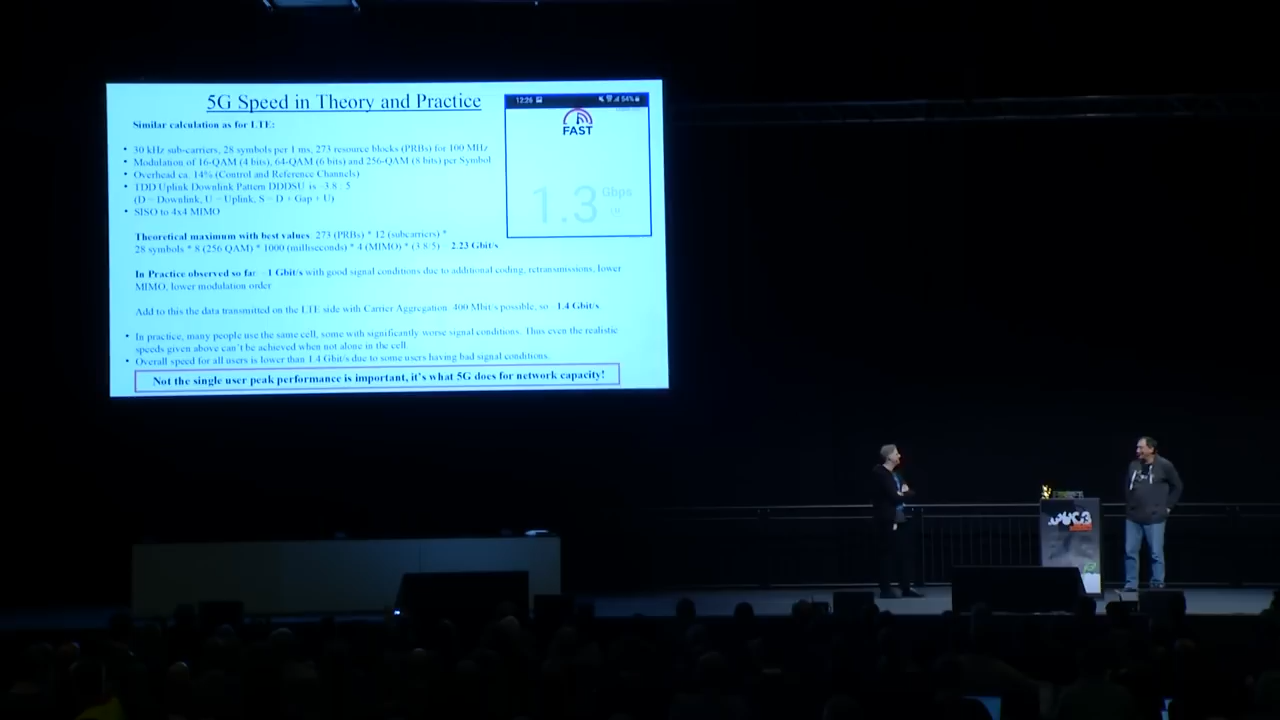 5G Speed in Theory and Practice
Similar calculation as for LTE:
• 30 kHz sub-carriers, 28 symbols per 1 ms, 273 resource blocks (PRBs) for 100 MHz
• Modulation of 16-QAM (4 bits), 64-QAM (6 bits) and 256-QAM (8 bits) per Symbol
• Overhead ca. 14% (Control and Reference Channels)
• TDD Uplink Downlink Pattern DDDSU is 3.8 / 5
(D = Downlink, U = Uplink, S = D + Gap + U)
• SISO to 4x4 MIMO
Theoretical maximum with best values: 273 (PRBs) * 12 (subcarriers) *
28 symbols * 8 (256 QAM) * 1000 (milliseconds) * 4 (MIMO) * (3.8/5) = 2.23 Gbit/s
In Practice observed so far: ~ 1 Gbit/s with good signal conditions due to additional coding, retransmissions, lower
MIMO, lower modulation order
Add to this the data transmitted on the LTE side with Carrier Aggregation. 400 Mbit/s possible, so ~1.4 Gbit/s
• In practice, many people use the same cell, some with significantly worse signal conditions. Thus even the realistic
speeds given above can't be achieved when not alone in the cell.
• Overall speed for all users is lower than 1.4 Gbit/s due to some users having bad signal conditions.
Not the single user peak performance is important, it's what 5G does for network capacity!
12:26
54%
FAST
1.3 Gbps